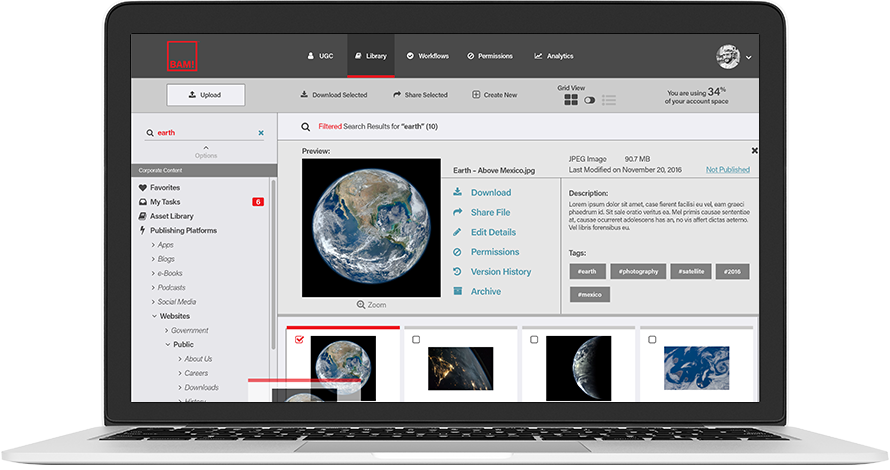 BAM!
UGC
Library
Workflows
Permissions
Analytics
Upload
Download Selected
Share Selected
Create New
Grid View
You are using 34%
of your account space
earth
Options
Filtered Search Results for “earth” (10)
Corporate Content
Favorites
My Tasks
6
Asset Library
Publishing Platforms
Apps
Blogs
e-Books
Podcasts
Social Media
Websites
Government
Public
About Us
Careers
Downloads
History
Preview:
Zoom
Earth – Above Mexico.jpg
Download
Share File
Edit Details
Permissions
Version History
Archive
JPEG Image 90.7 MB
Last Modified on November 20, 2016
Not Published
Description:
Lorem ipsum dolor sit amet, case fierent facilisi eu vel, eam graeci
phaedrum id. Sit sale oratio veritus ea. Mel primis causae sententiae
at, causae ocurreret adolescens has an, no vis affert dictas aeterno.
Vel libris forensibus eu.
Tags:
#earth
#photography
#satellite
#2016
#mexico